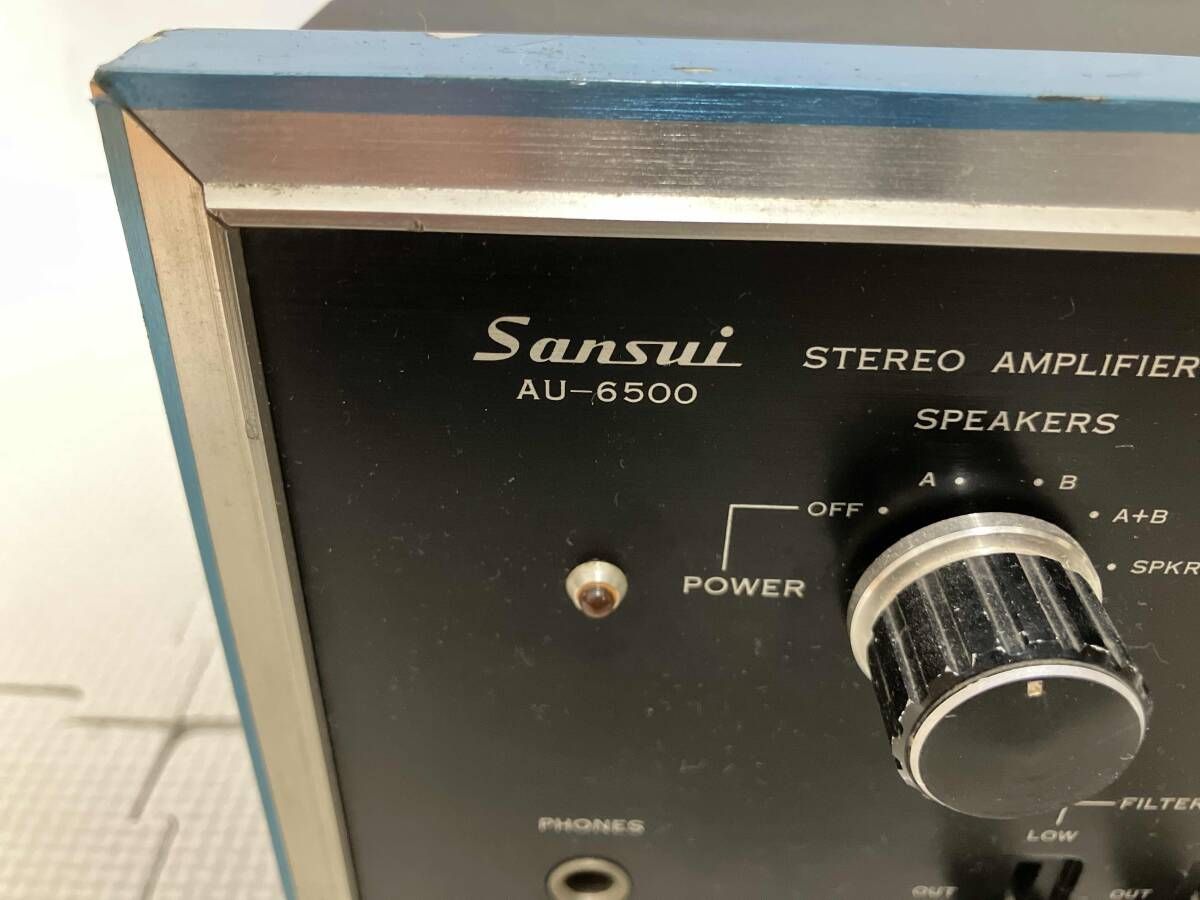 Sansui STEREO AMPLIFIER
AU-6500
SPEAKERS
A B
OFF A+B
POWER SPKR
FILTER
PHONES LOW
OUT OUT